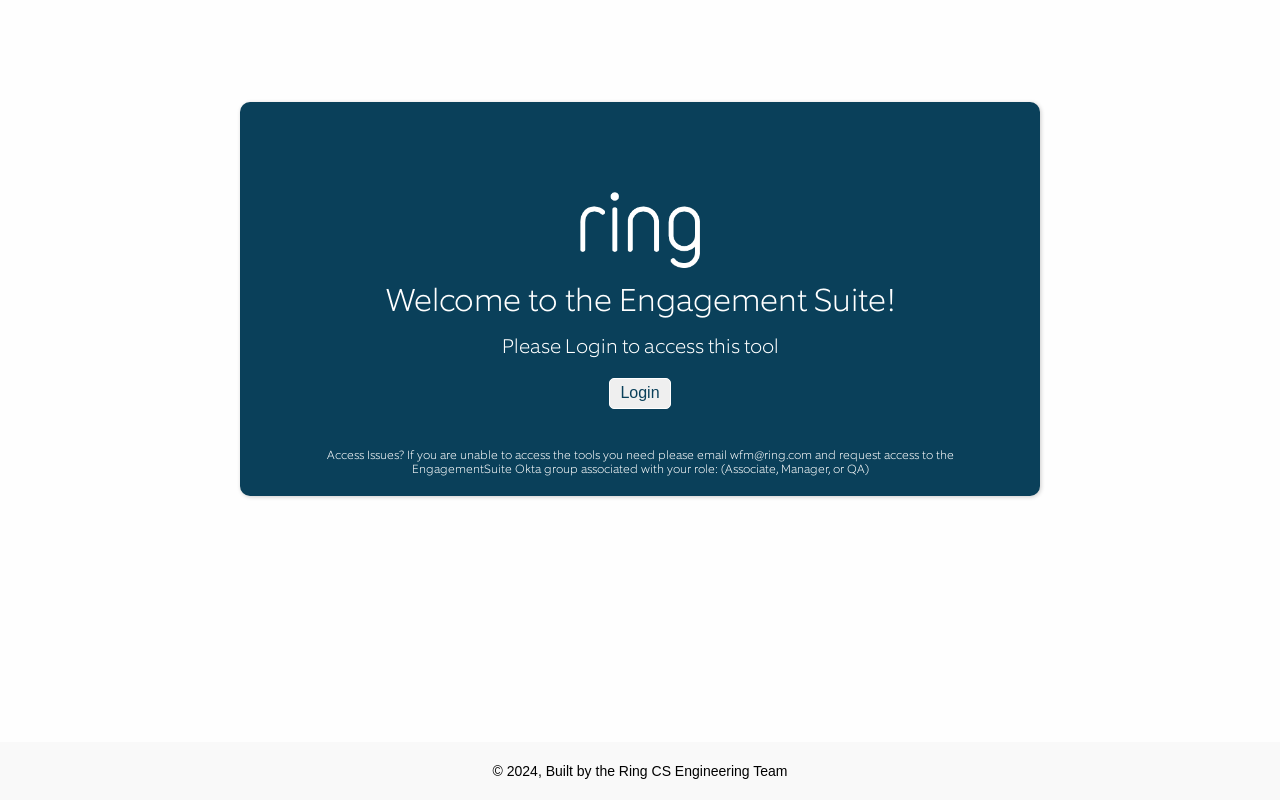 ring
Welcome to the Engagement Suite!
Please Login to access this tool
Login
Access Issues? If you are unable to access the tools you need please email wfm@ring.com and request access to the
EngagementSuite Okta group associated with your role: (Associate, Manager, or QA)
© 2024, Built by the Ring CS Engineering Team